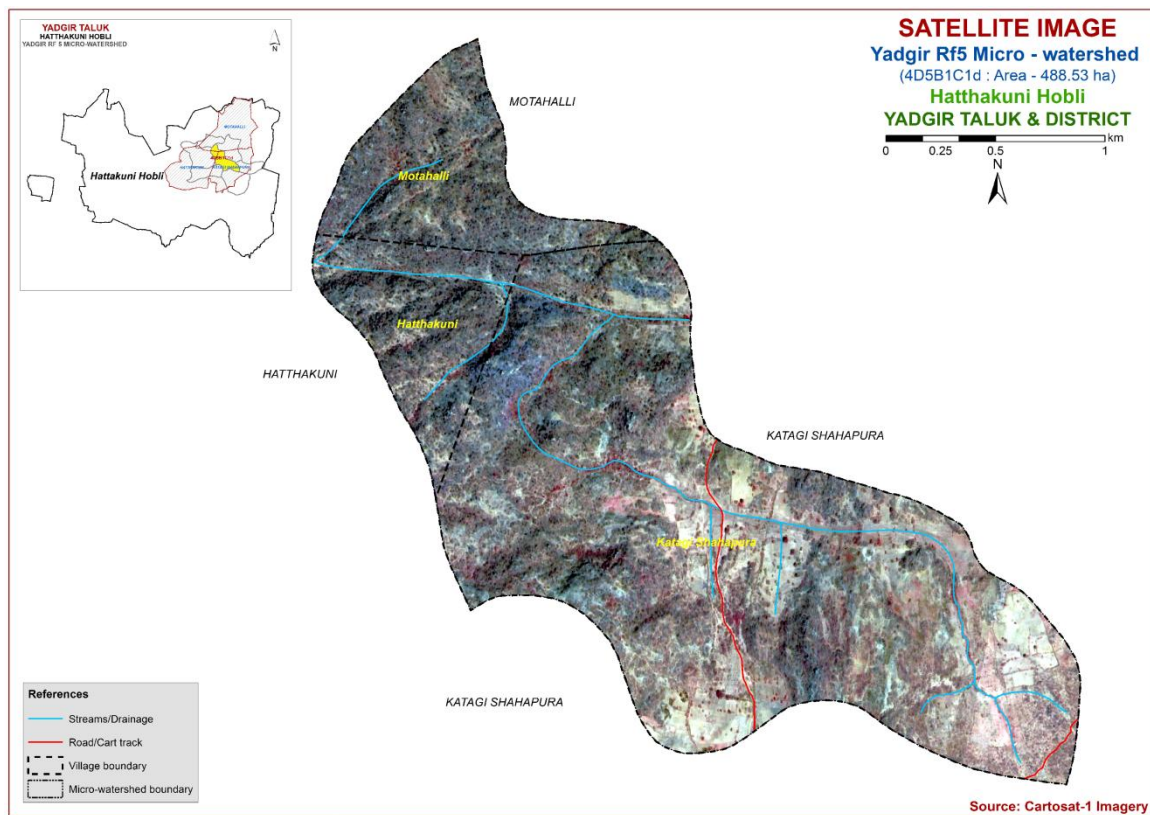 YADGIR TALUK
HATTHAKUNI HOBLI
YADGIR RF 5 MICRO-WATERSHED
N
MOTAHALLI
Hattakuni Hobli
SATELLITE IMAGE
Yadgir Rf5 Micro - watershed
(4D5B1C1d : Area - 488.53 ha)
Hatthakuni Hobli
YADGIR TALUK & DISTRICT
km
0 0.25 0.5 1
N
MOTAHALLI
Motahalli
Hatthakuni
HATTHAKUNI
KATAGI SHAHAPURA
Katagi Shahapura
KATAGI SHAHAPURA
References
Streams/Drainage
Road/Cart track
Village boundary
Micro-watershed boundary
Source: Cartosat-1 Imagery